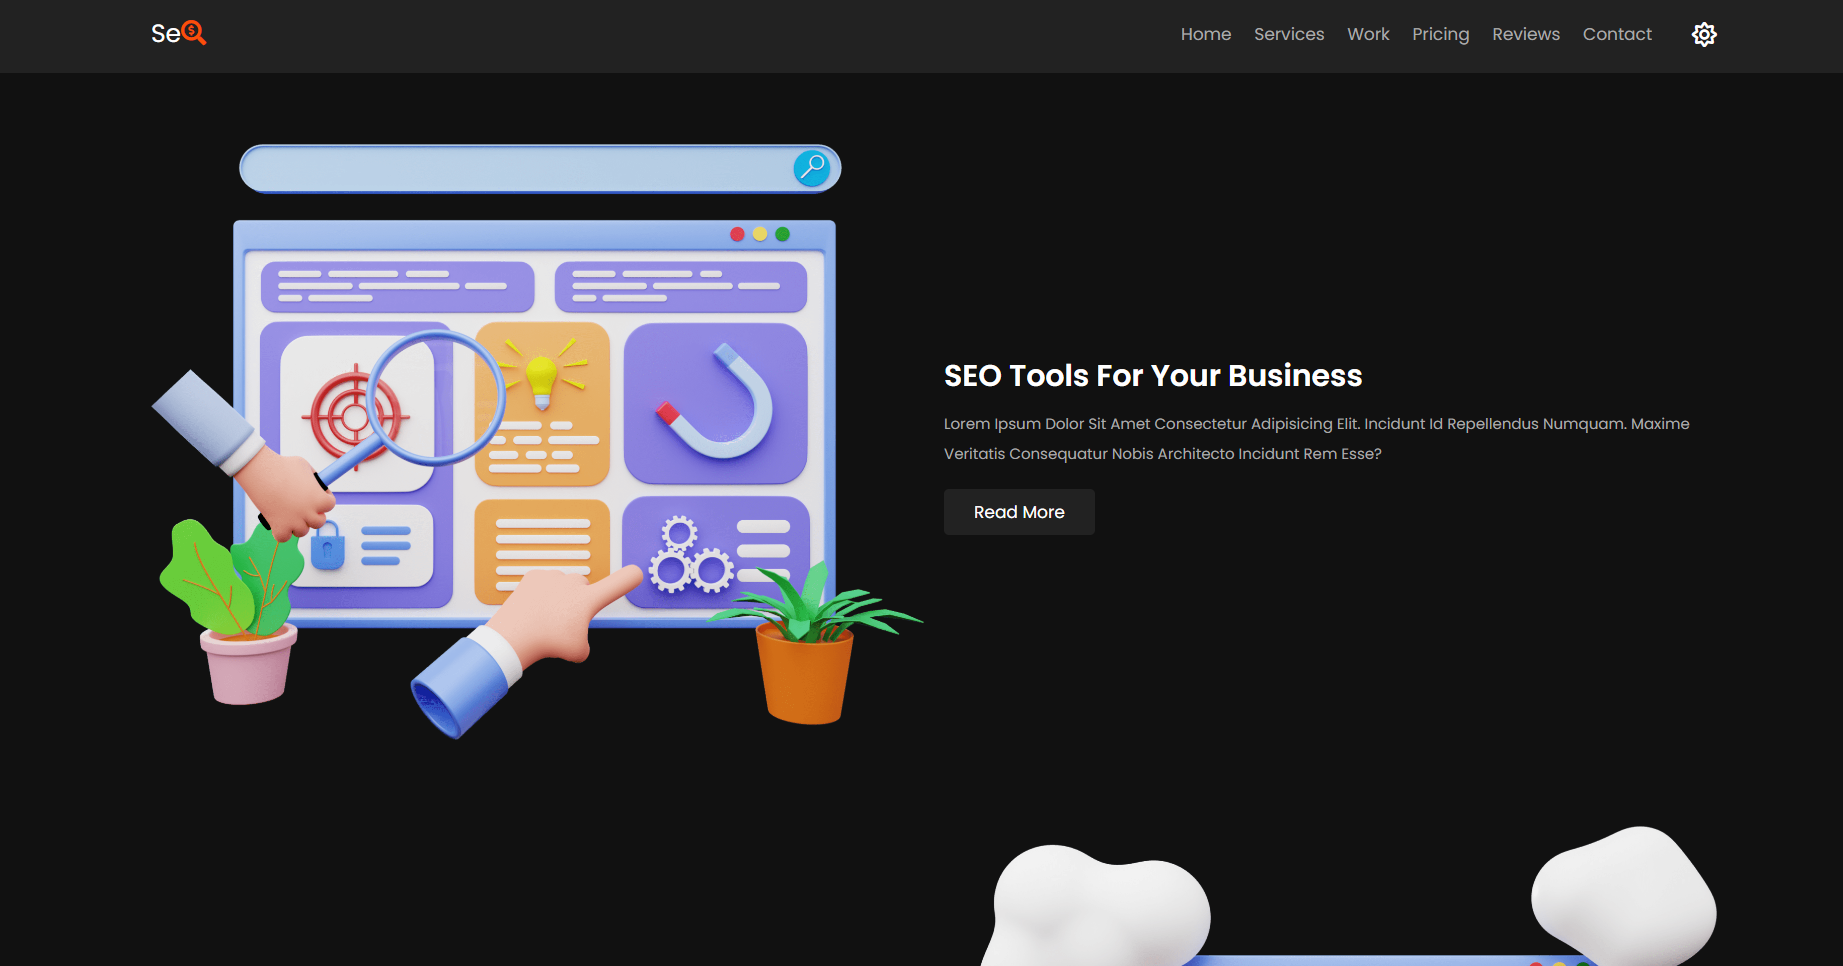 Se
Home Services Work Pricing Reviews Contact
SEO Tools For Your Business
Lorem Ipsum Dolor Sit Amet Consectetur Adipisicing Elit. Incidunt Id Repellendus Numquam. Maxime
Veritatis Consequatur Nobis Architecto Incidunt Rem Esse?
Read More